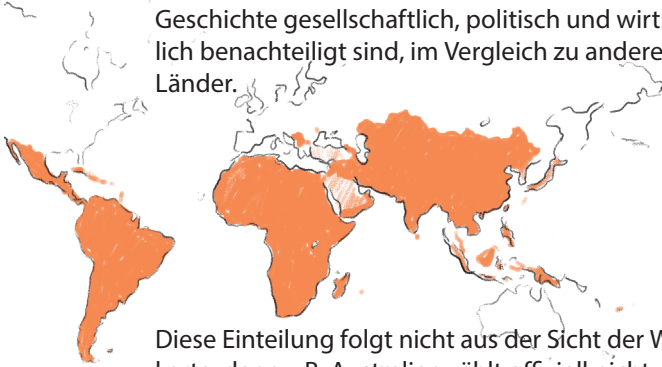 Geschichte gesellschaftlich, politisch und wirt
lich benachteiligt sind, im Vergleich zu andere
Länder.
Diese Einteilung folgt nicht aus der Sicht der W